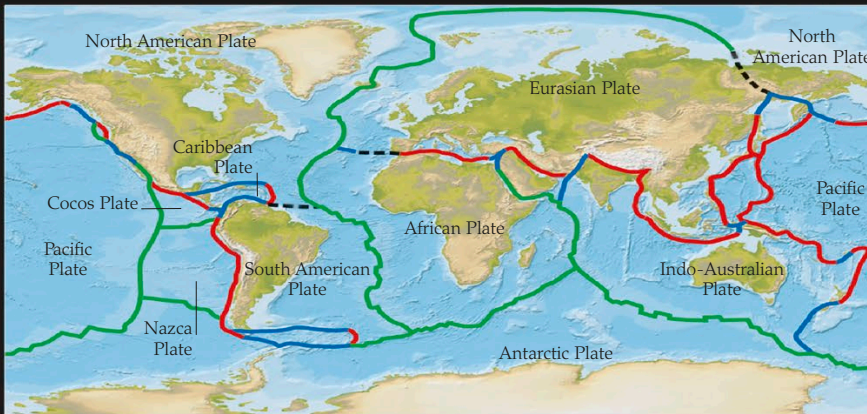 North American Plate
North
American Plate
Eurasian Plate
Caribbean
Plate
Cocos Plate
Pacific
Plate
African Plate
Pacific
Plate
South American
Plate
Indo-Australian
Plate
Nazca
Plate
Antarctic Plate